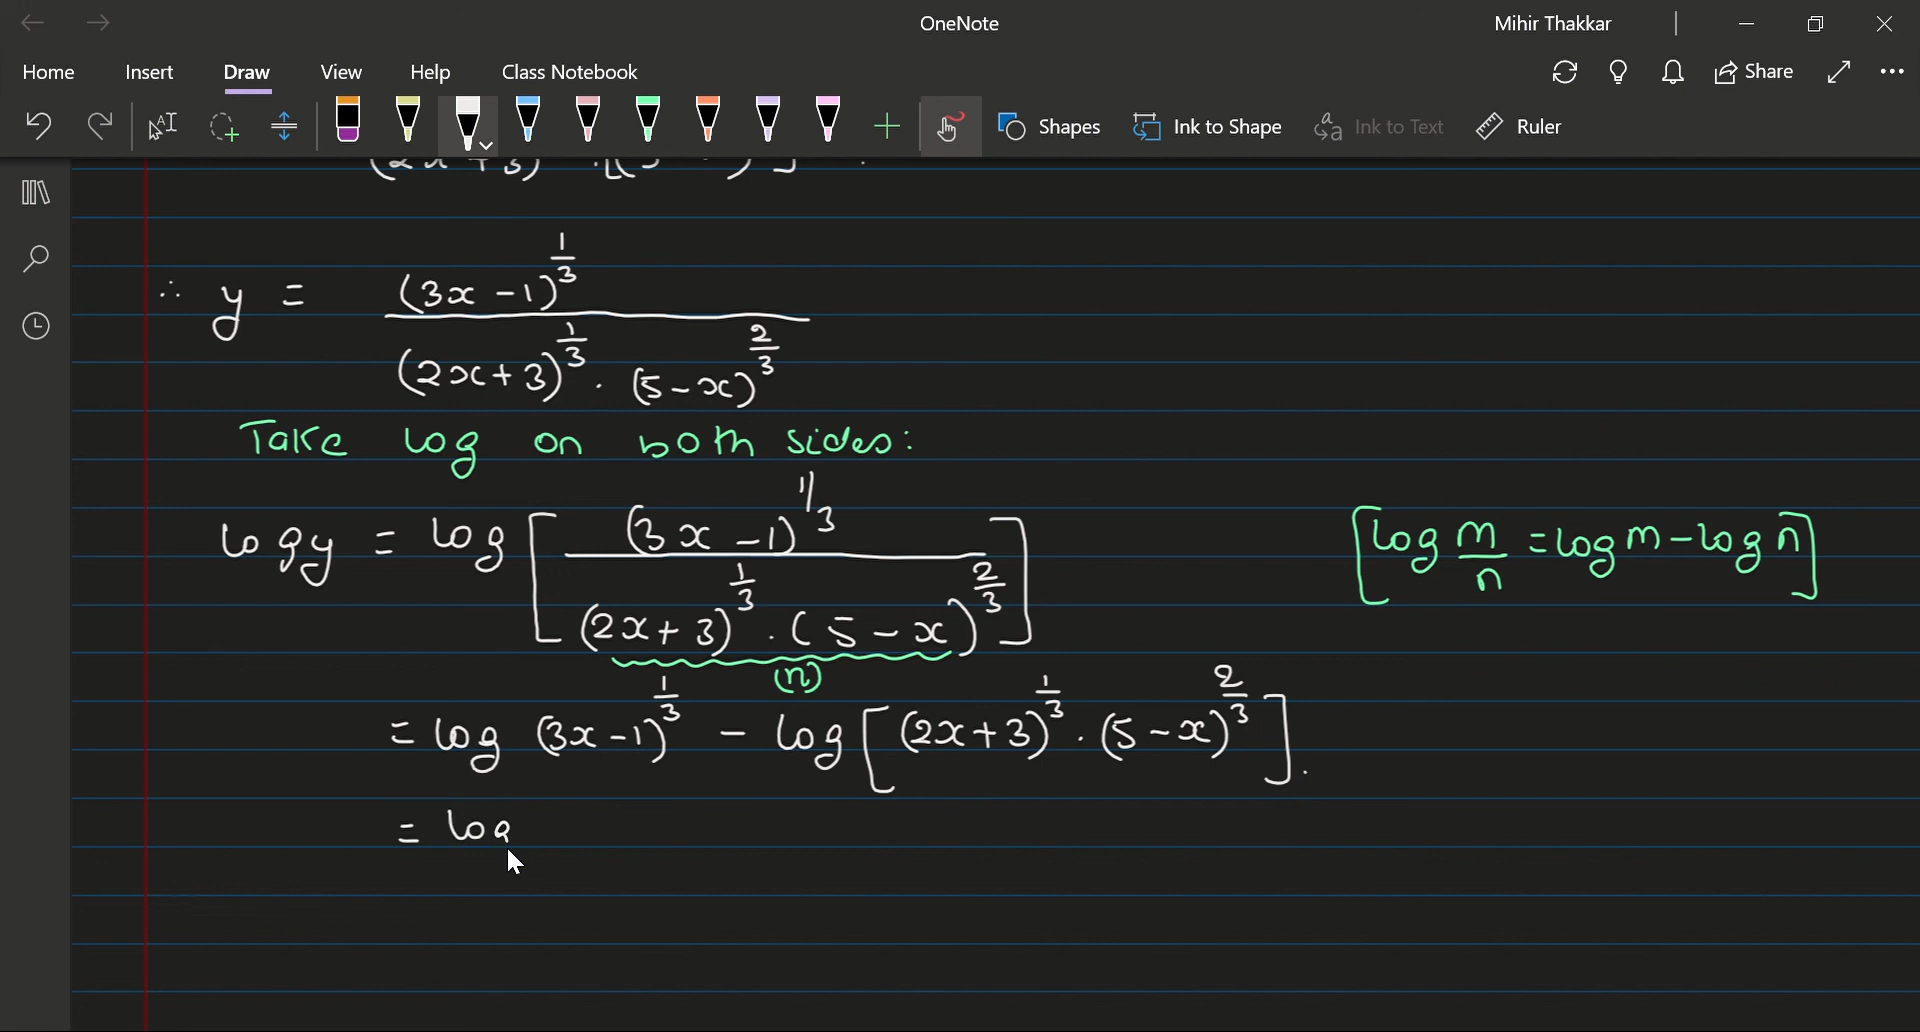 OneNote
Mihir Thakkar
Home Insert Draw View Help Class Notebook
Share
Shapes Ink to Shape Ink to Text Ruler
∴ y = (3x-1)^(1/3) / (2x+3)^(1/3) . (5-x)^(2/3)
Take log on both sides:
log y = log [ (3x-1)^(1/3) / (2x+3)^(1/3) . (5-x)^(2/3) ]
[log m/n = log m - log n]
(n)
= log (3x-1)^(1/3) - log [ (2x+3)^(1/3) . (5-x)^(2/3) ].
= log